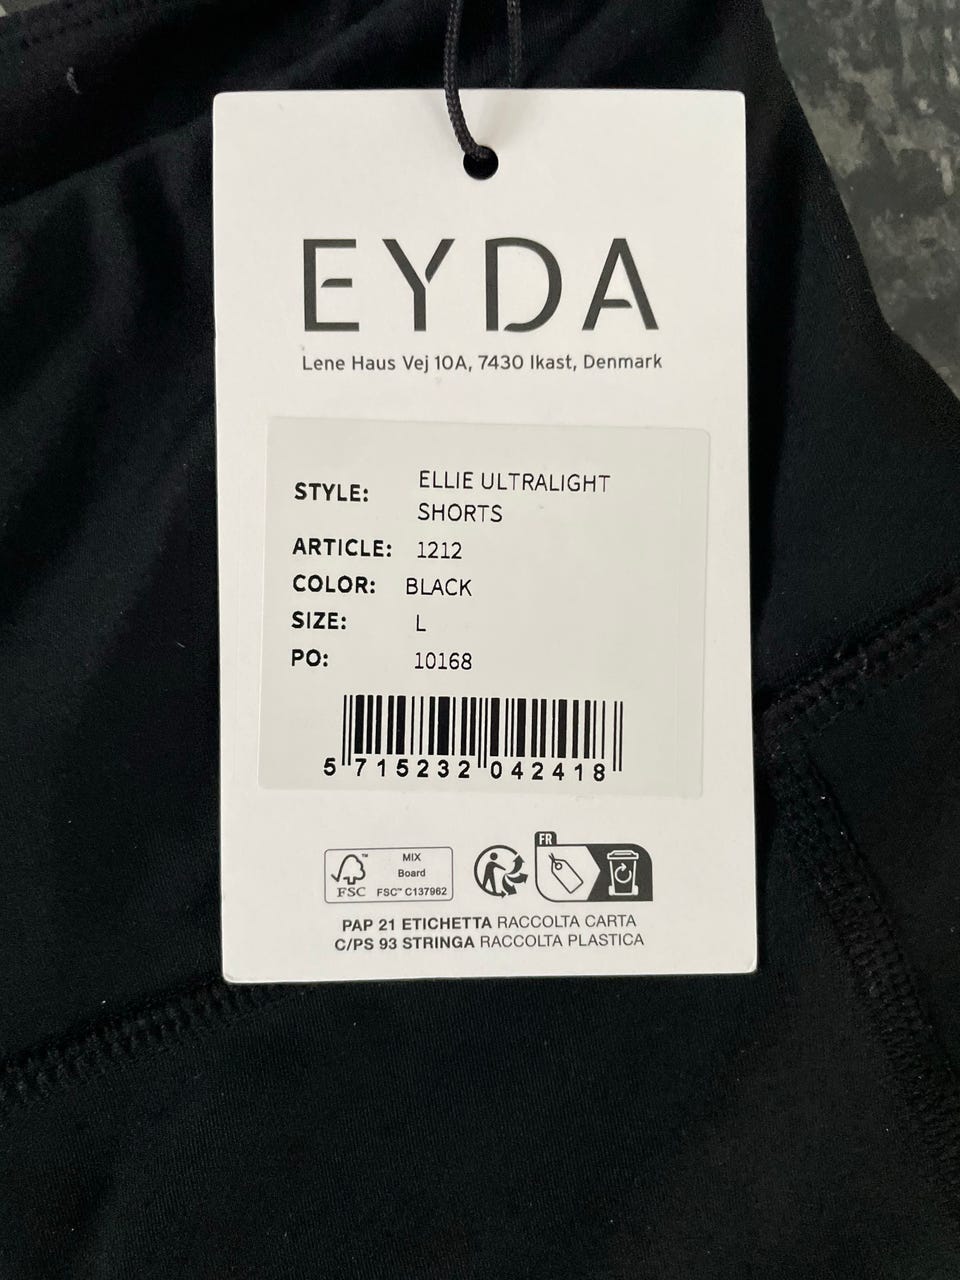 EYDA
Lene Haus Vej 10A, 7430 Ikast, Denmark
STYLE: ELLIE ULTRALIGHT
SHORTS
ARTICLE: 1212
COLOR: BLACK
SIZE: L
PO: 10168
5 715232 042418
FR
FSC™
MIX
Board
FSC™ C137962
PAP 21 ETICHETTA RACCOLTA CARTA
C/PS 93 STRINGA RACCOLTA PLASTICA